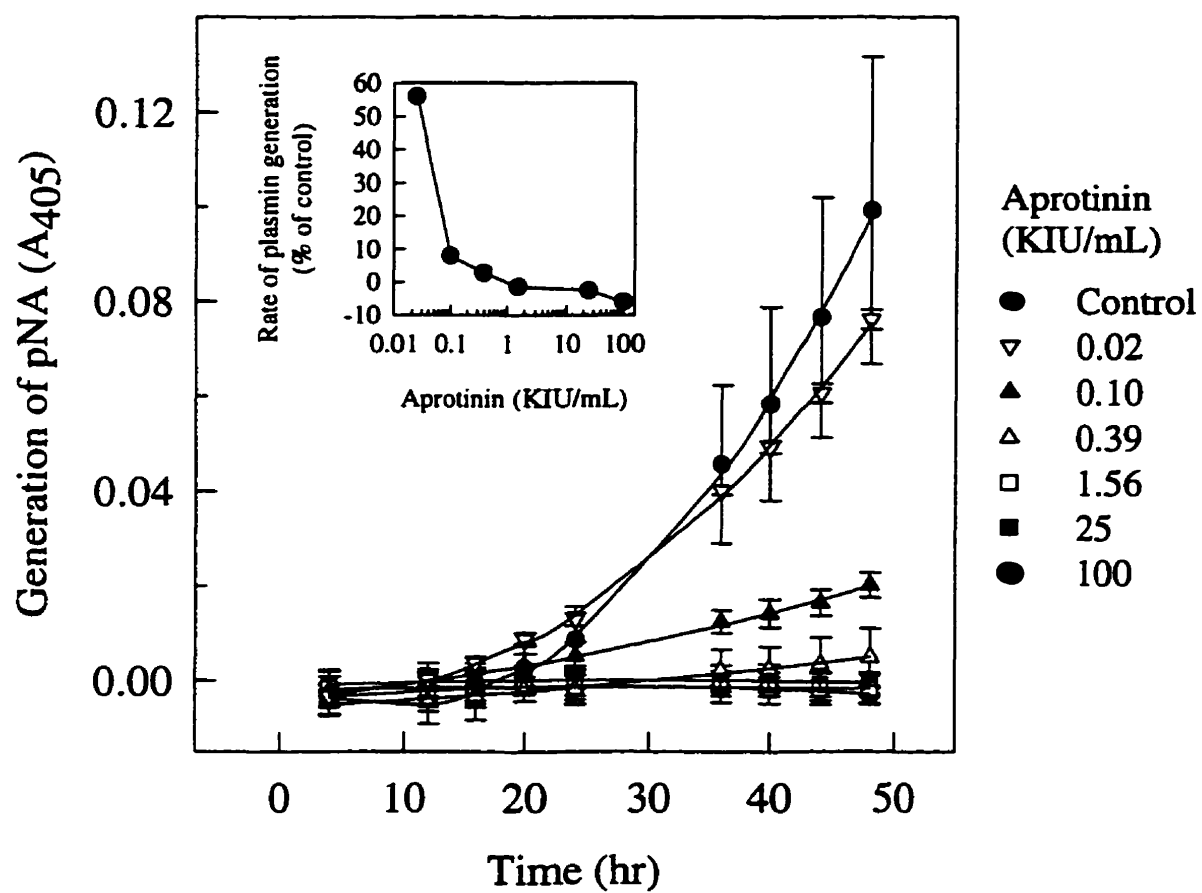 Rate of plasmin generation
(% of control)
60
50
40
30
20
10
0
-10
0.01 0.1 1 10 100
Aprotinin (KIU/mL)
Generation of pNA (A405)
0.12
0.08
0.04
0.00
0 10 20 30 40 50
Time (hr)
Aprotinin
(KIU/mL)
Control
0.02
0.10
0.39
1.56
25
100